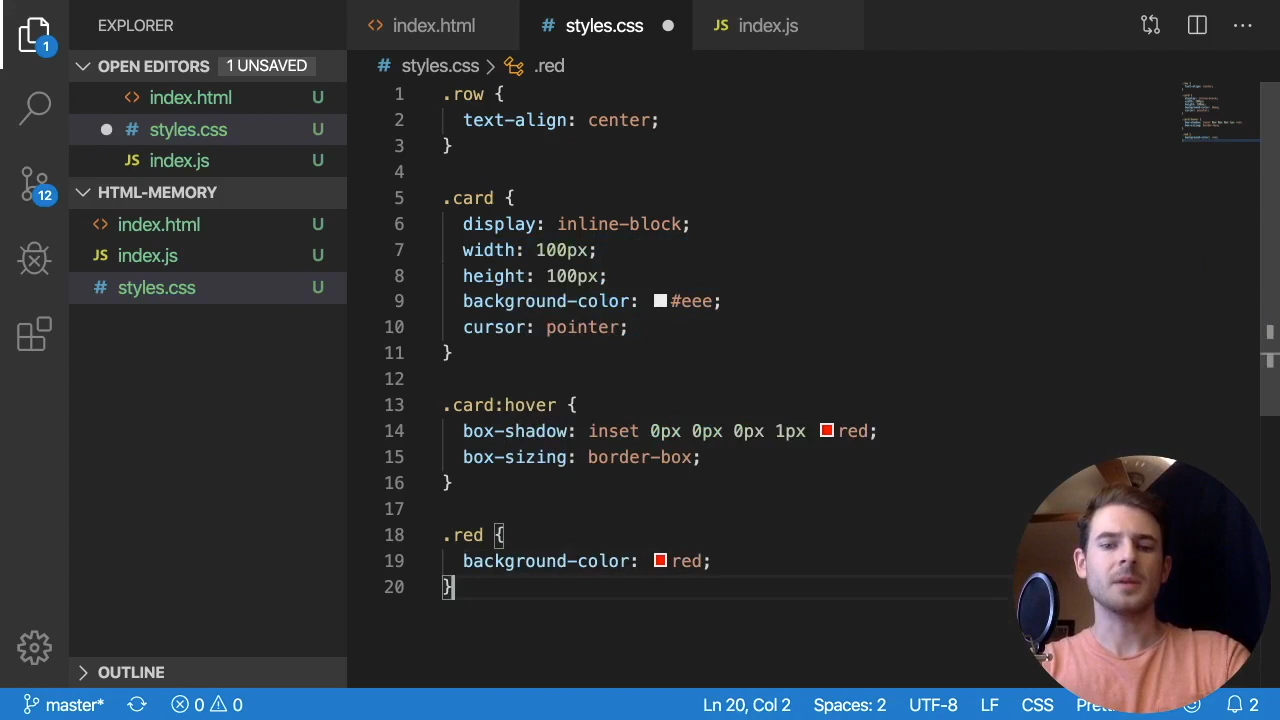 EXPLORER
index.html
# styles.css
JS index.js
OPEN EDITORS 1 UNSAVED
index.html U
# styles.css U
JS index.js U
HTML-MEMORY
index.html U
JS index.js U
# styles.css U
OUTLINE
1
12
# styles.css > .red
1 .row {
2 text-align: center;
3 }
4
5 .card {
6 display: inline-block;
7 width: 100px;
8 height: 100px;
9 background-color: #eee;
10 cursor: pointer;
11 }
12
13 .card:hover {
14 box-shadow: inset 0px 0px 0px 1px red;
15 box-sizing: border-box;
16 }
17
18 .red {
19 background-color: red;
20 }
master* 0 0 Ln 20, Col 2 Spaces: 2 UTF-8 LF CSS 2